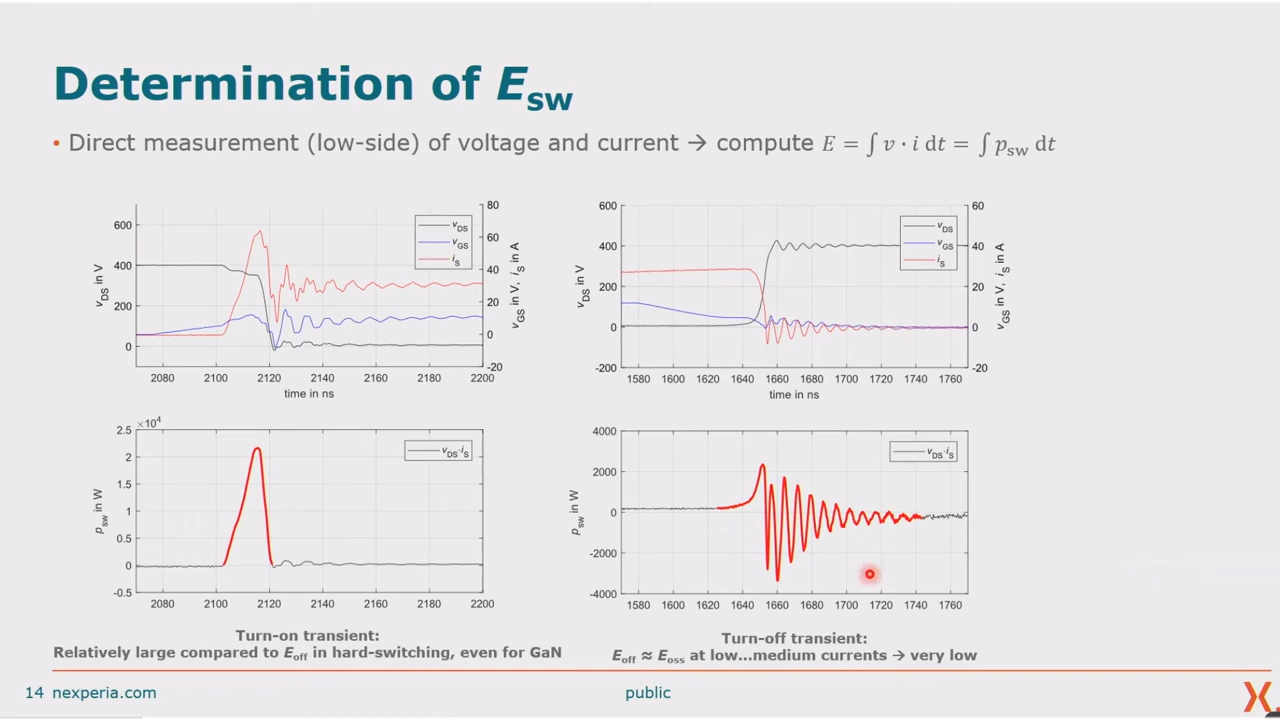 Determination of Esw
• Direct measurement (low-side) of voltage and current → compute E = ∫ v · i dt = ∫ psw dt
80
600
60
400
40
200
20
0
0
-20
vDS in V
vGS in V, iS in A
vDS
vGS
iS
2080 2100 2120 2140 2160 2180 2200
time in ns
600
60
400
40
200
20
0
0
-200
-20
vDS in V
vGS in V, iS in A
vDS
vGS
iS
1580 1600 1620 1640 1660 1680 1700 1720 1740 1760
time in ns
×10⁴
2.5
2
1.5
1
0.5
0
-0.5
psw in W
vDS·iS
2080 2100 2120 2140 2160 2180 2200
4000
2000
0
-2000
-4000
psw in W
vDS·iS
1580 1600 1620 1640 1660 1680 1700 1720 1740 1760
Turn-on transient:
Relatively large compared to Eoff in hard-switching, even for GaN
Turn-off transient:
Eoff ≈ Eoss at low...medium currents → very low
14 nexperia.com
public